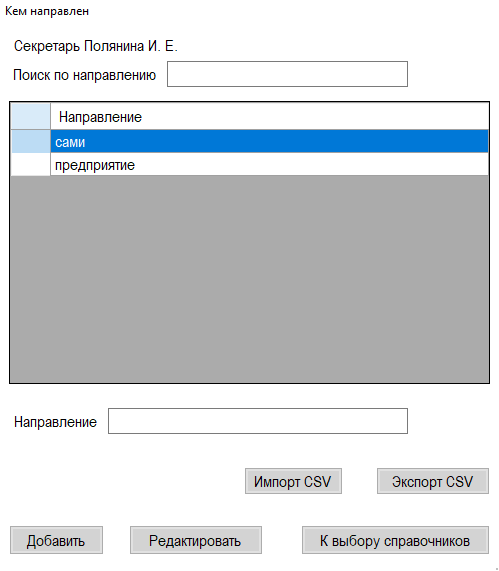 Кем направлен
Секретарь Полянина И. Е.
Поиск по направлению
Направление
сами
предприятие
Направление
Импорт CSV
Экспорт CSV
Добавить
Редактировать
К выбору справочников